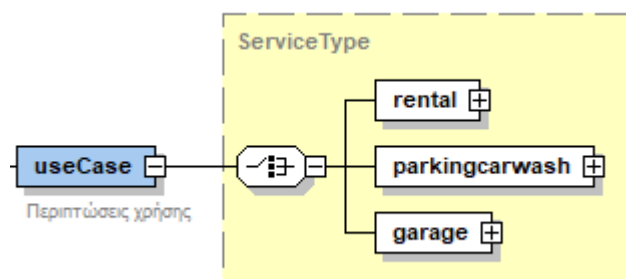 ServiceType
rental
useCase
parkingcarwash
Περιπτώσεις χρήσης
garage